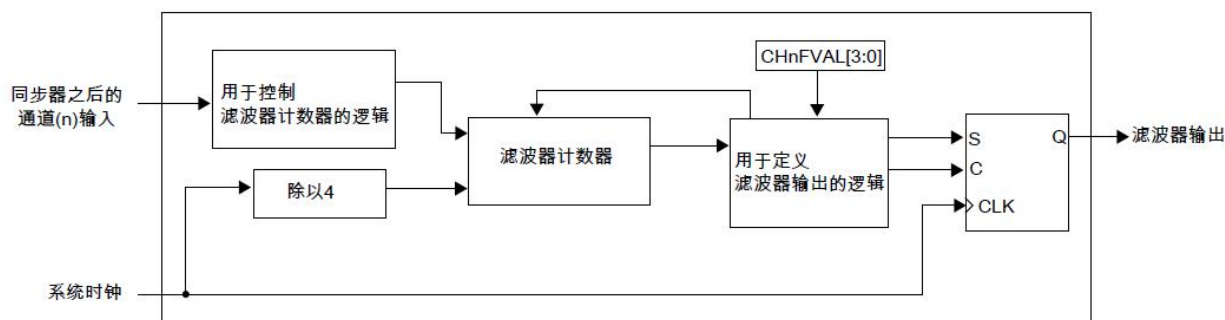 CHnFVAL[3:0]
同步器之后的
通道(n)输入
用于控制
滤波器计数器的逻辑
滤波器计数器
用于定义
滤波器输出的逻辑
S
Q
C
CLK
滤波器输出
除以4
系统时钟